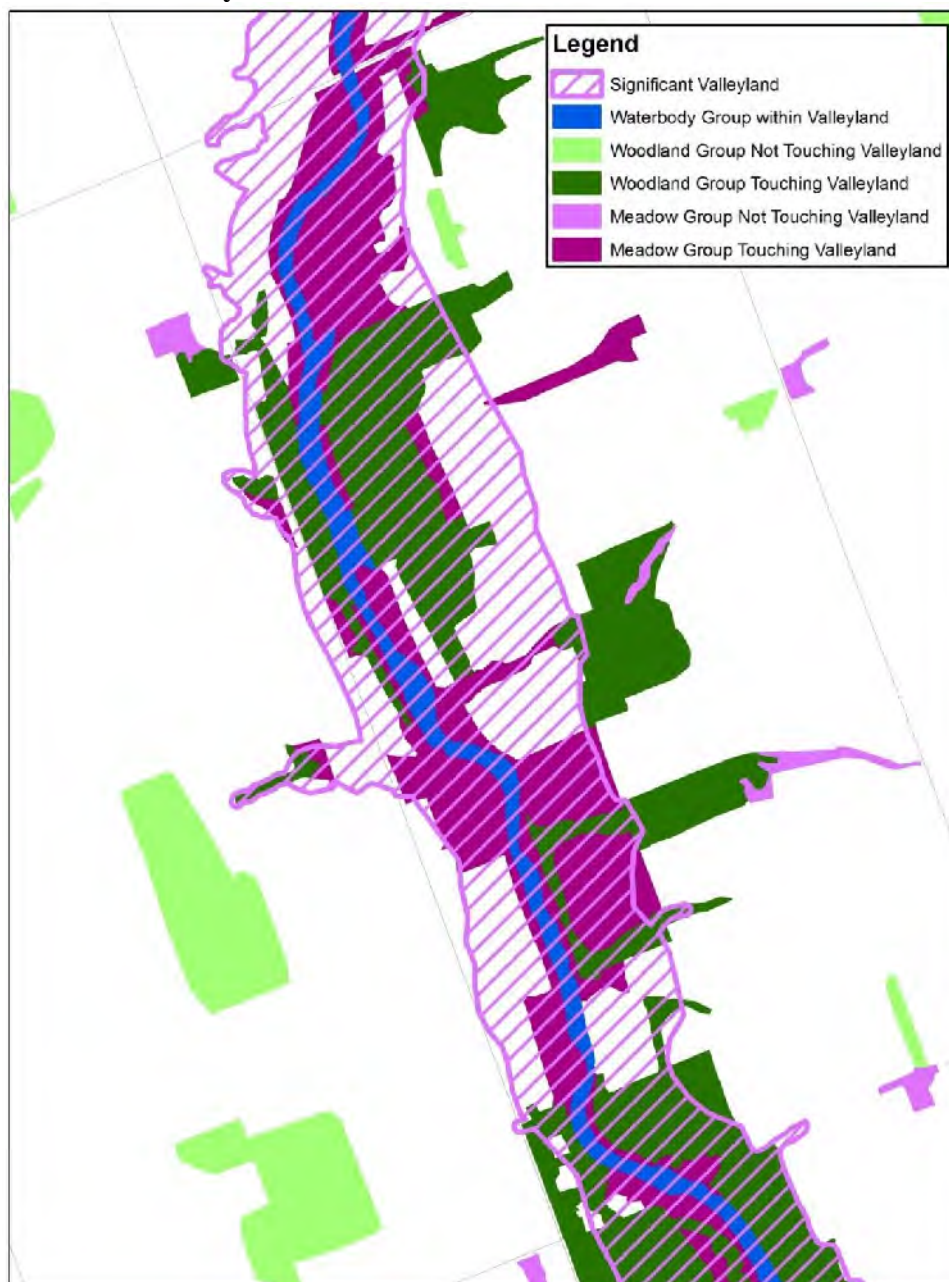 Legend
Significant Valleyland
Waterbody Group within Valleyland
Woodland Group Not Touching Valleyland
Woodland Group Touching Valleyland
Meadow Group Not Touching Valleyland
Meadow Group Touching Valleyland